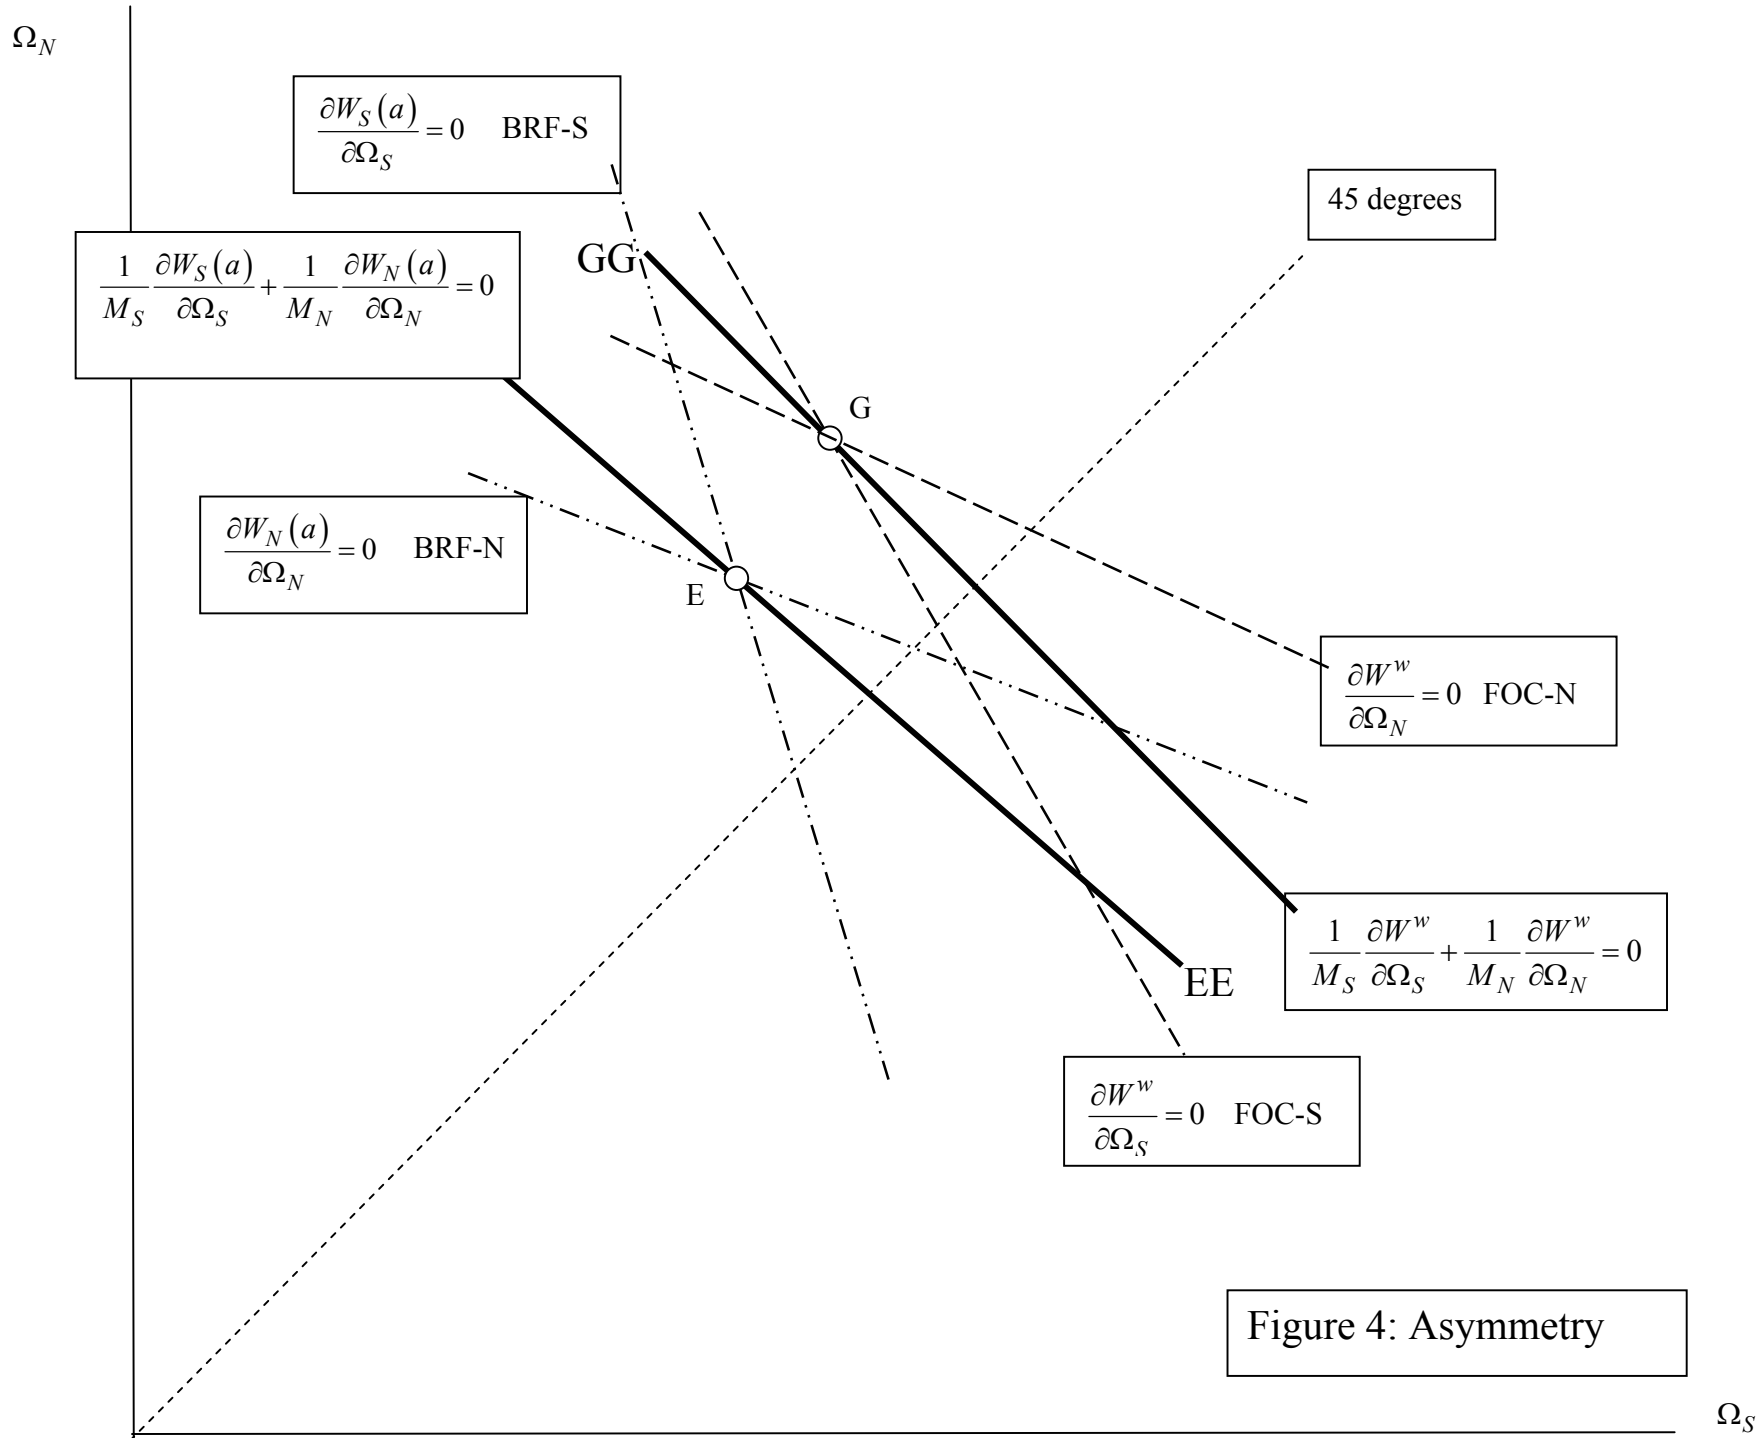 Ω_N
∂W_S(a)/∂Ω_S = 0 BRF-S
45 degrees
1/M_S ∂W_S(a)/∂Ω_S + 1/M_N ∂W_N(a)/∂Ω_N = 0
GG
G
∂W_N(a)/∂Ω_N = 0 BRF-N
E
∂W^w/∂Ω_N = 0 FOC-N
1/M_S ∂W^w/∂Ω_S + 1/M_N ∂W^w/∂Ω_N = 0
EE
∂W^w/∂Ω_S = 0 FOC-S
Figure 4: Asymmetry
Ω_S